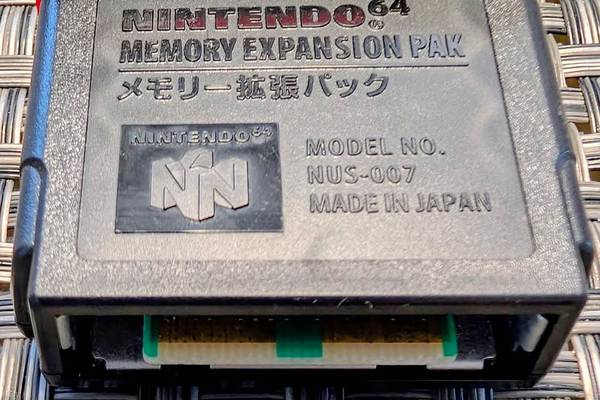 NINTENDO64
MEMORY EXPANSION PAK
メモリー拡張パック
NINTENDO64
MODEL NO.
NUS-007
MADE IN JAPAN